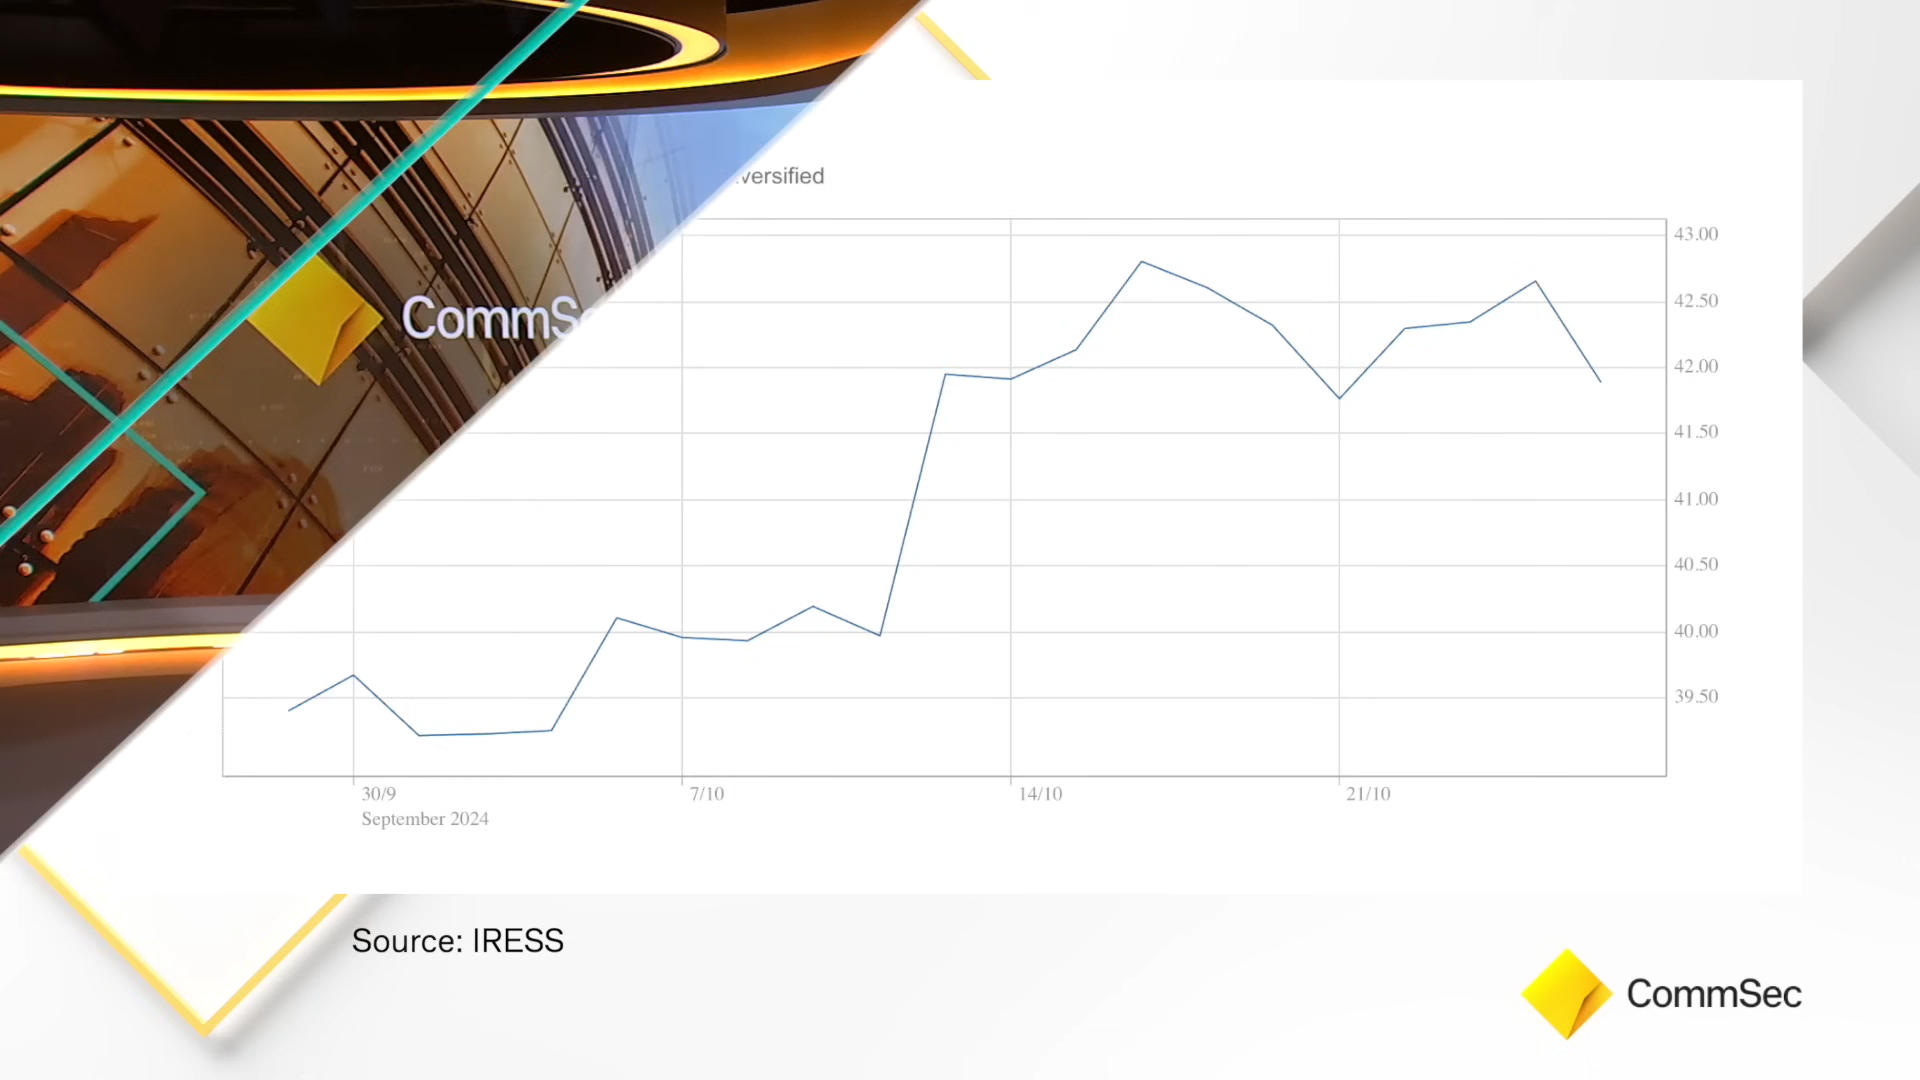 versified
CommS
43.00
42.50
42.00
41.50
41.00
40.50
40.00
39.50
30/9
7/10
14/10
21/10
September 2024
Source: IRESS
CommSec